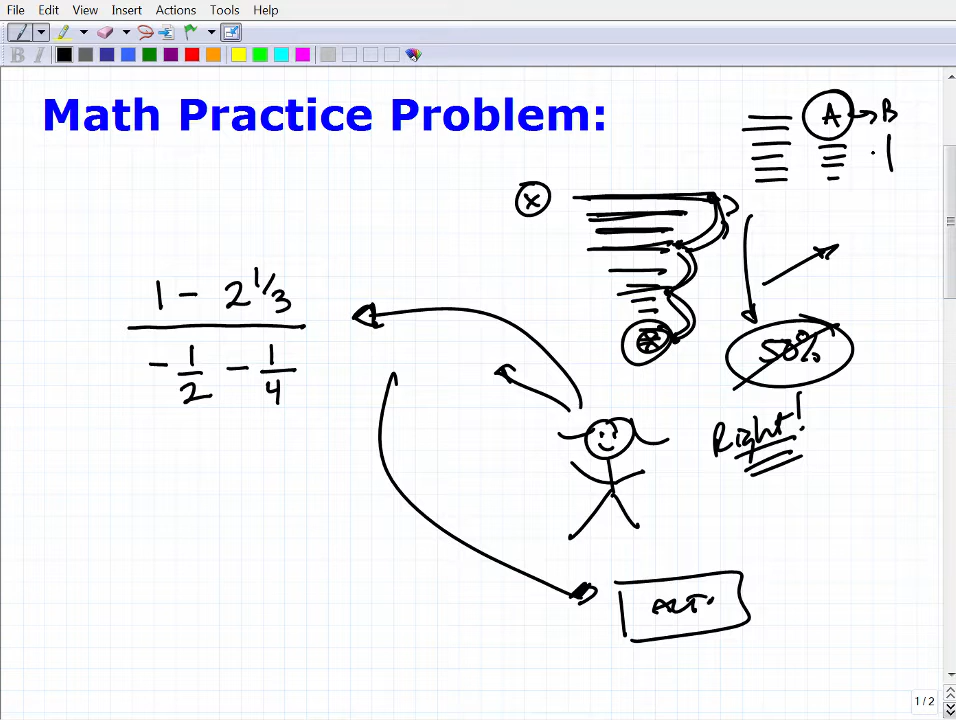 File Edit View Insert Actions Tools Help
B I
Math Practice Problem:
A → B
x
1 - 2 1/3
- 1/2 - 1/4
50%
Right!
1 / 2